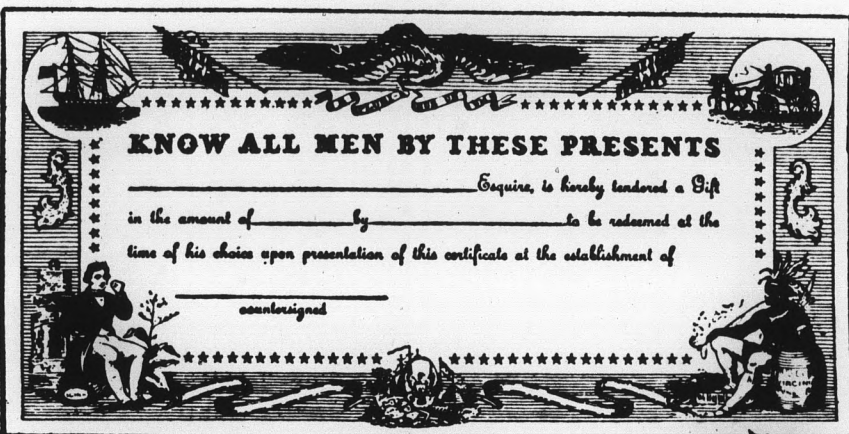 KNOW ALL MEN BY THESE PRESENTS
Esquire, is hereby tendered a Gift
in the amount of by to be redeemed at the
time of his choice upon presentation of this certificate at the establishment of
countersigned